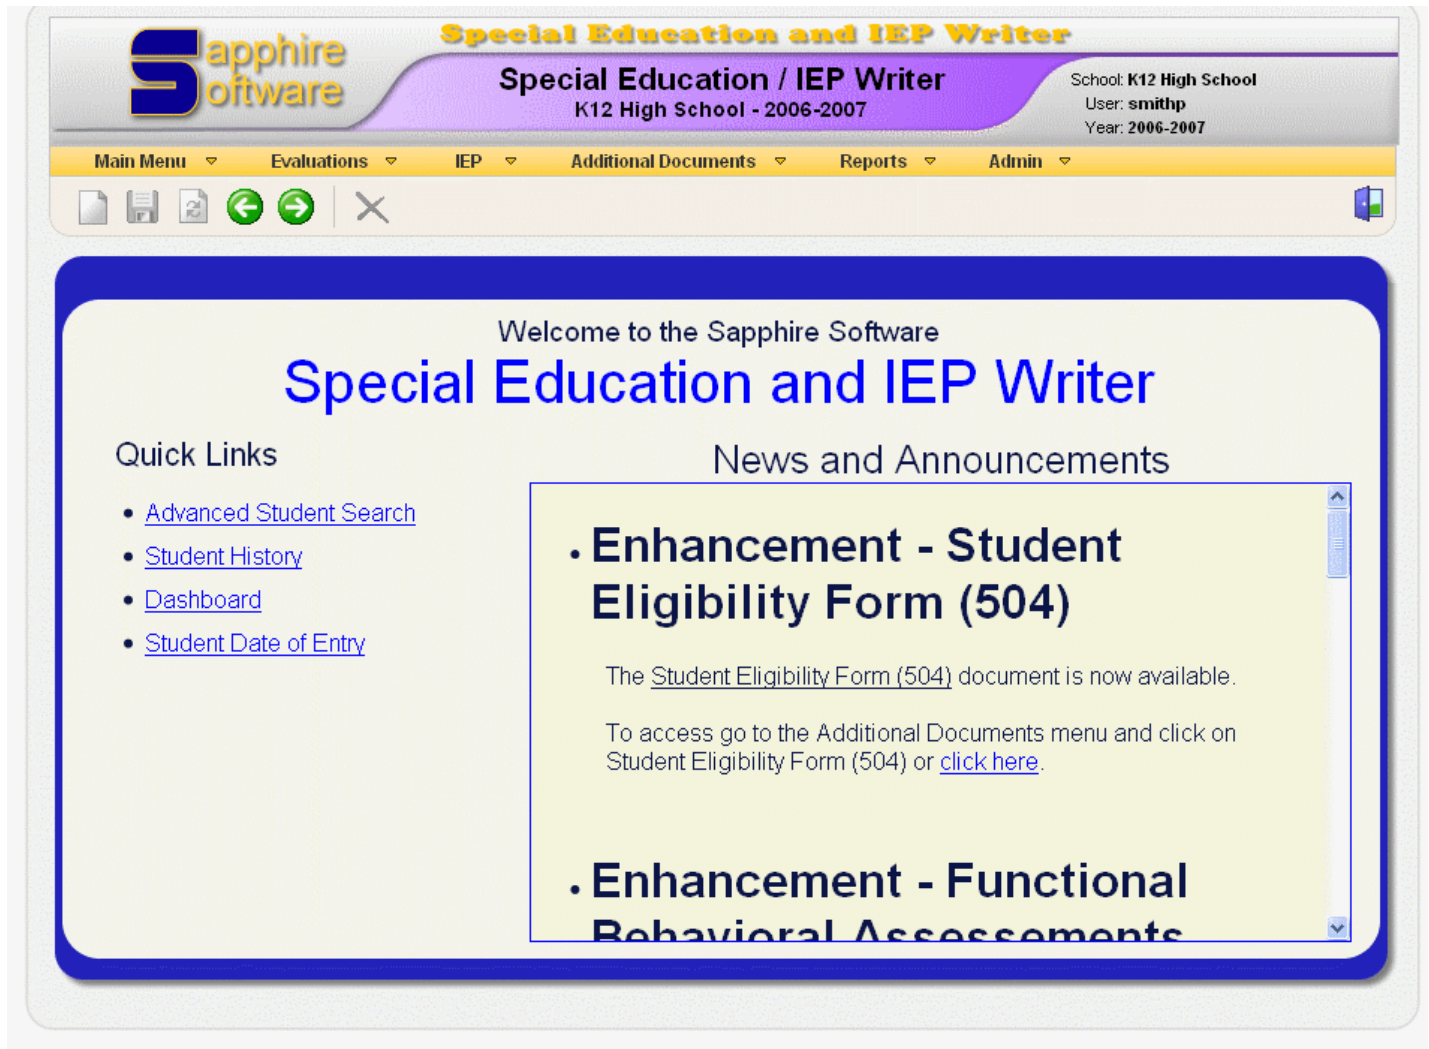 Sapphire
Software
Special Education and IEP Writer
Special Education / IEP Writer
K12 High School - 2006-2007
School: K12 High School
User: smithp
Year: 2006-2007
Main Menu Evaluations IEP Additional Documents Reports Admin
Welcome to the Sapphire Software
Special Education and IEP Writer
Quick Links
• Advanced Student Search
• Student History
• Dashboard
• Student Date of Entry
News and Announcements
• Enhancement - Student
Eligibility Form (504)
The Student Eligibility Form (504) document is now available.
To access go to the Additional Documents menu and click on
Student Eligibility Form (504) or click here.
• Enhancement - Functional
Behavioral Assessements